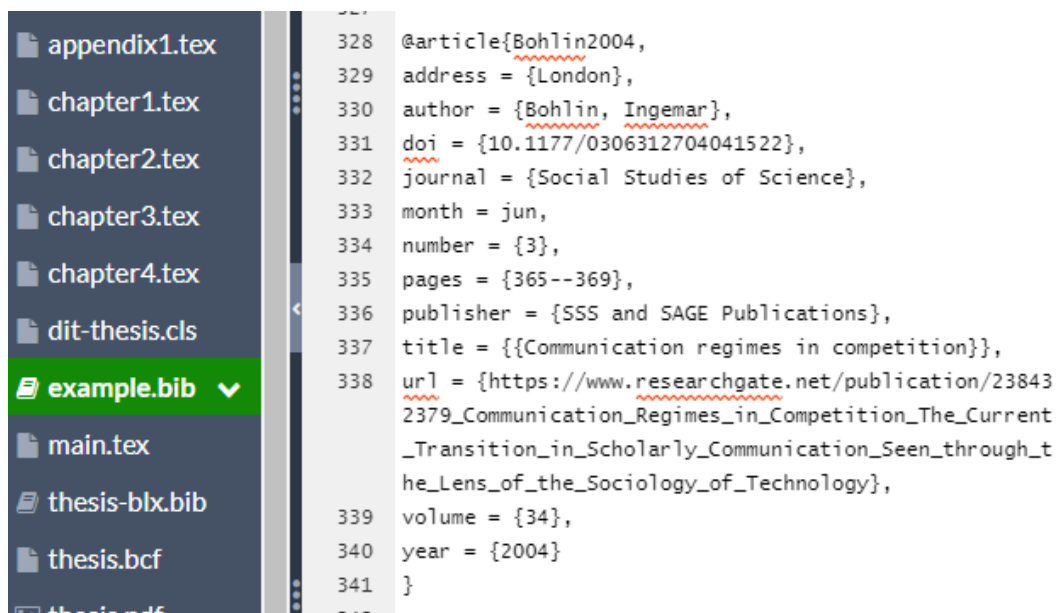 appendix1.tex
chapter1.tex
chapter2.tex
chapter3.tex
chapter4.tex
dit-thesis.cls
example.bib
main.tex
thesis-blx.bib
thesis.bcf
thesis.pdf
328 @article{Bohlin2004,
329 address = {London},
330 author = {Bohlin, Ingemar},
331 doi = {10.1177/0306312704041522},
332 journal = {Social Studies of Science},
333 month = jun,
334 number = {3},
335 pages = {365--369},
336 publisher = {SSS and SAGE Publications},
337 title = {{Communication regimes in competition}},
338 url = {https://www.researchgate.net/publication/23843
2379_Communication_Regimes_in_Competition_The_Current
_Transition_in_Scholarly_Communication_Seen_through_t
he_Lens_of_the_Sociology_of_Technology},
339 volume = {34},
340 year = {2004}
341 }